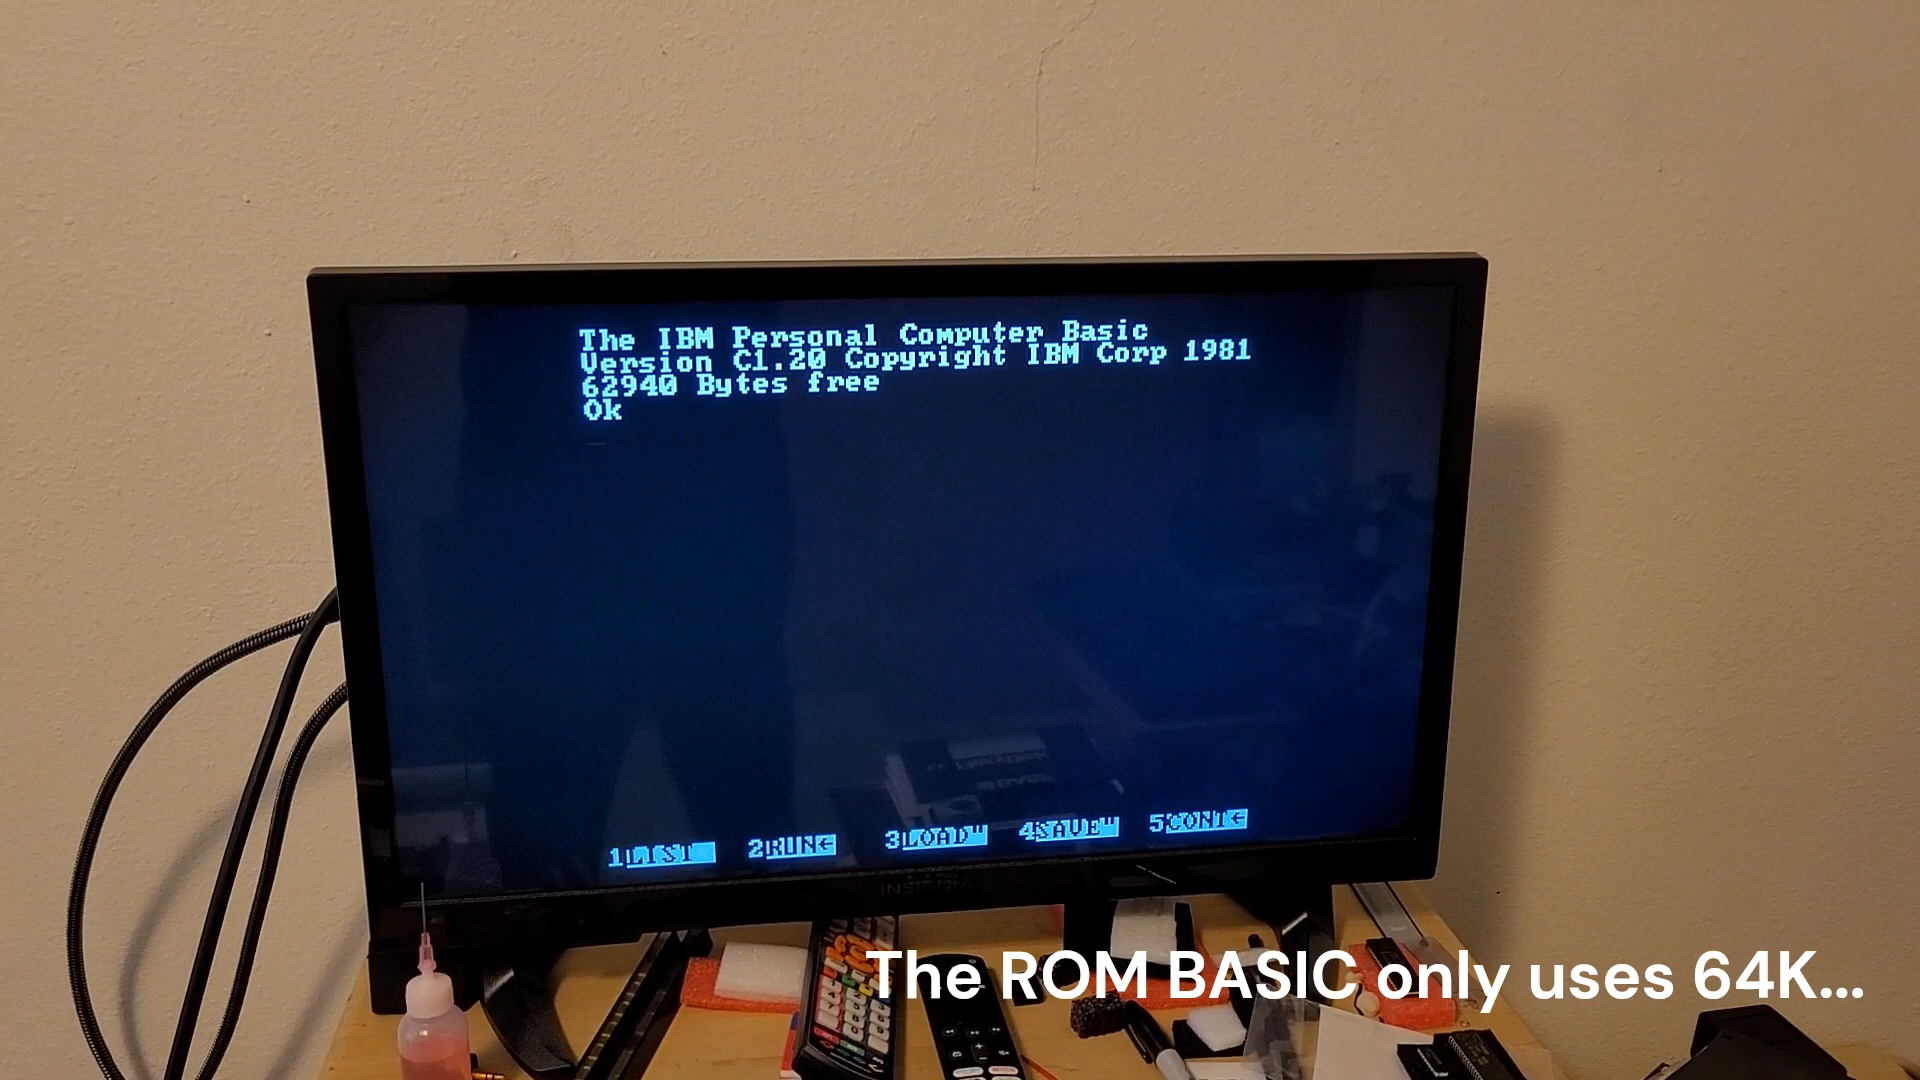 The IBM Personal Computer Basic
Version C1.20 Copyright IBM Corp 1981
62940 Bytes free
Ok
1LIST 2RUN← 3LOAD" 4SAVE" 5CONT←
INSIGNIA
The ROM BASIC only uses 64K...